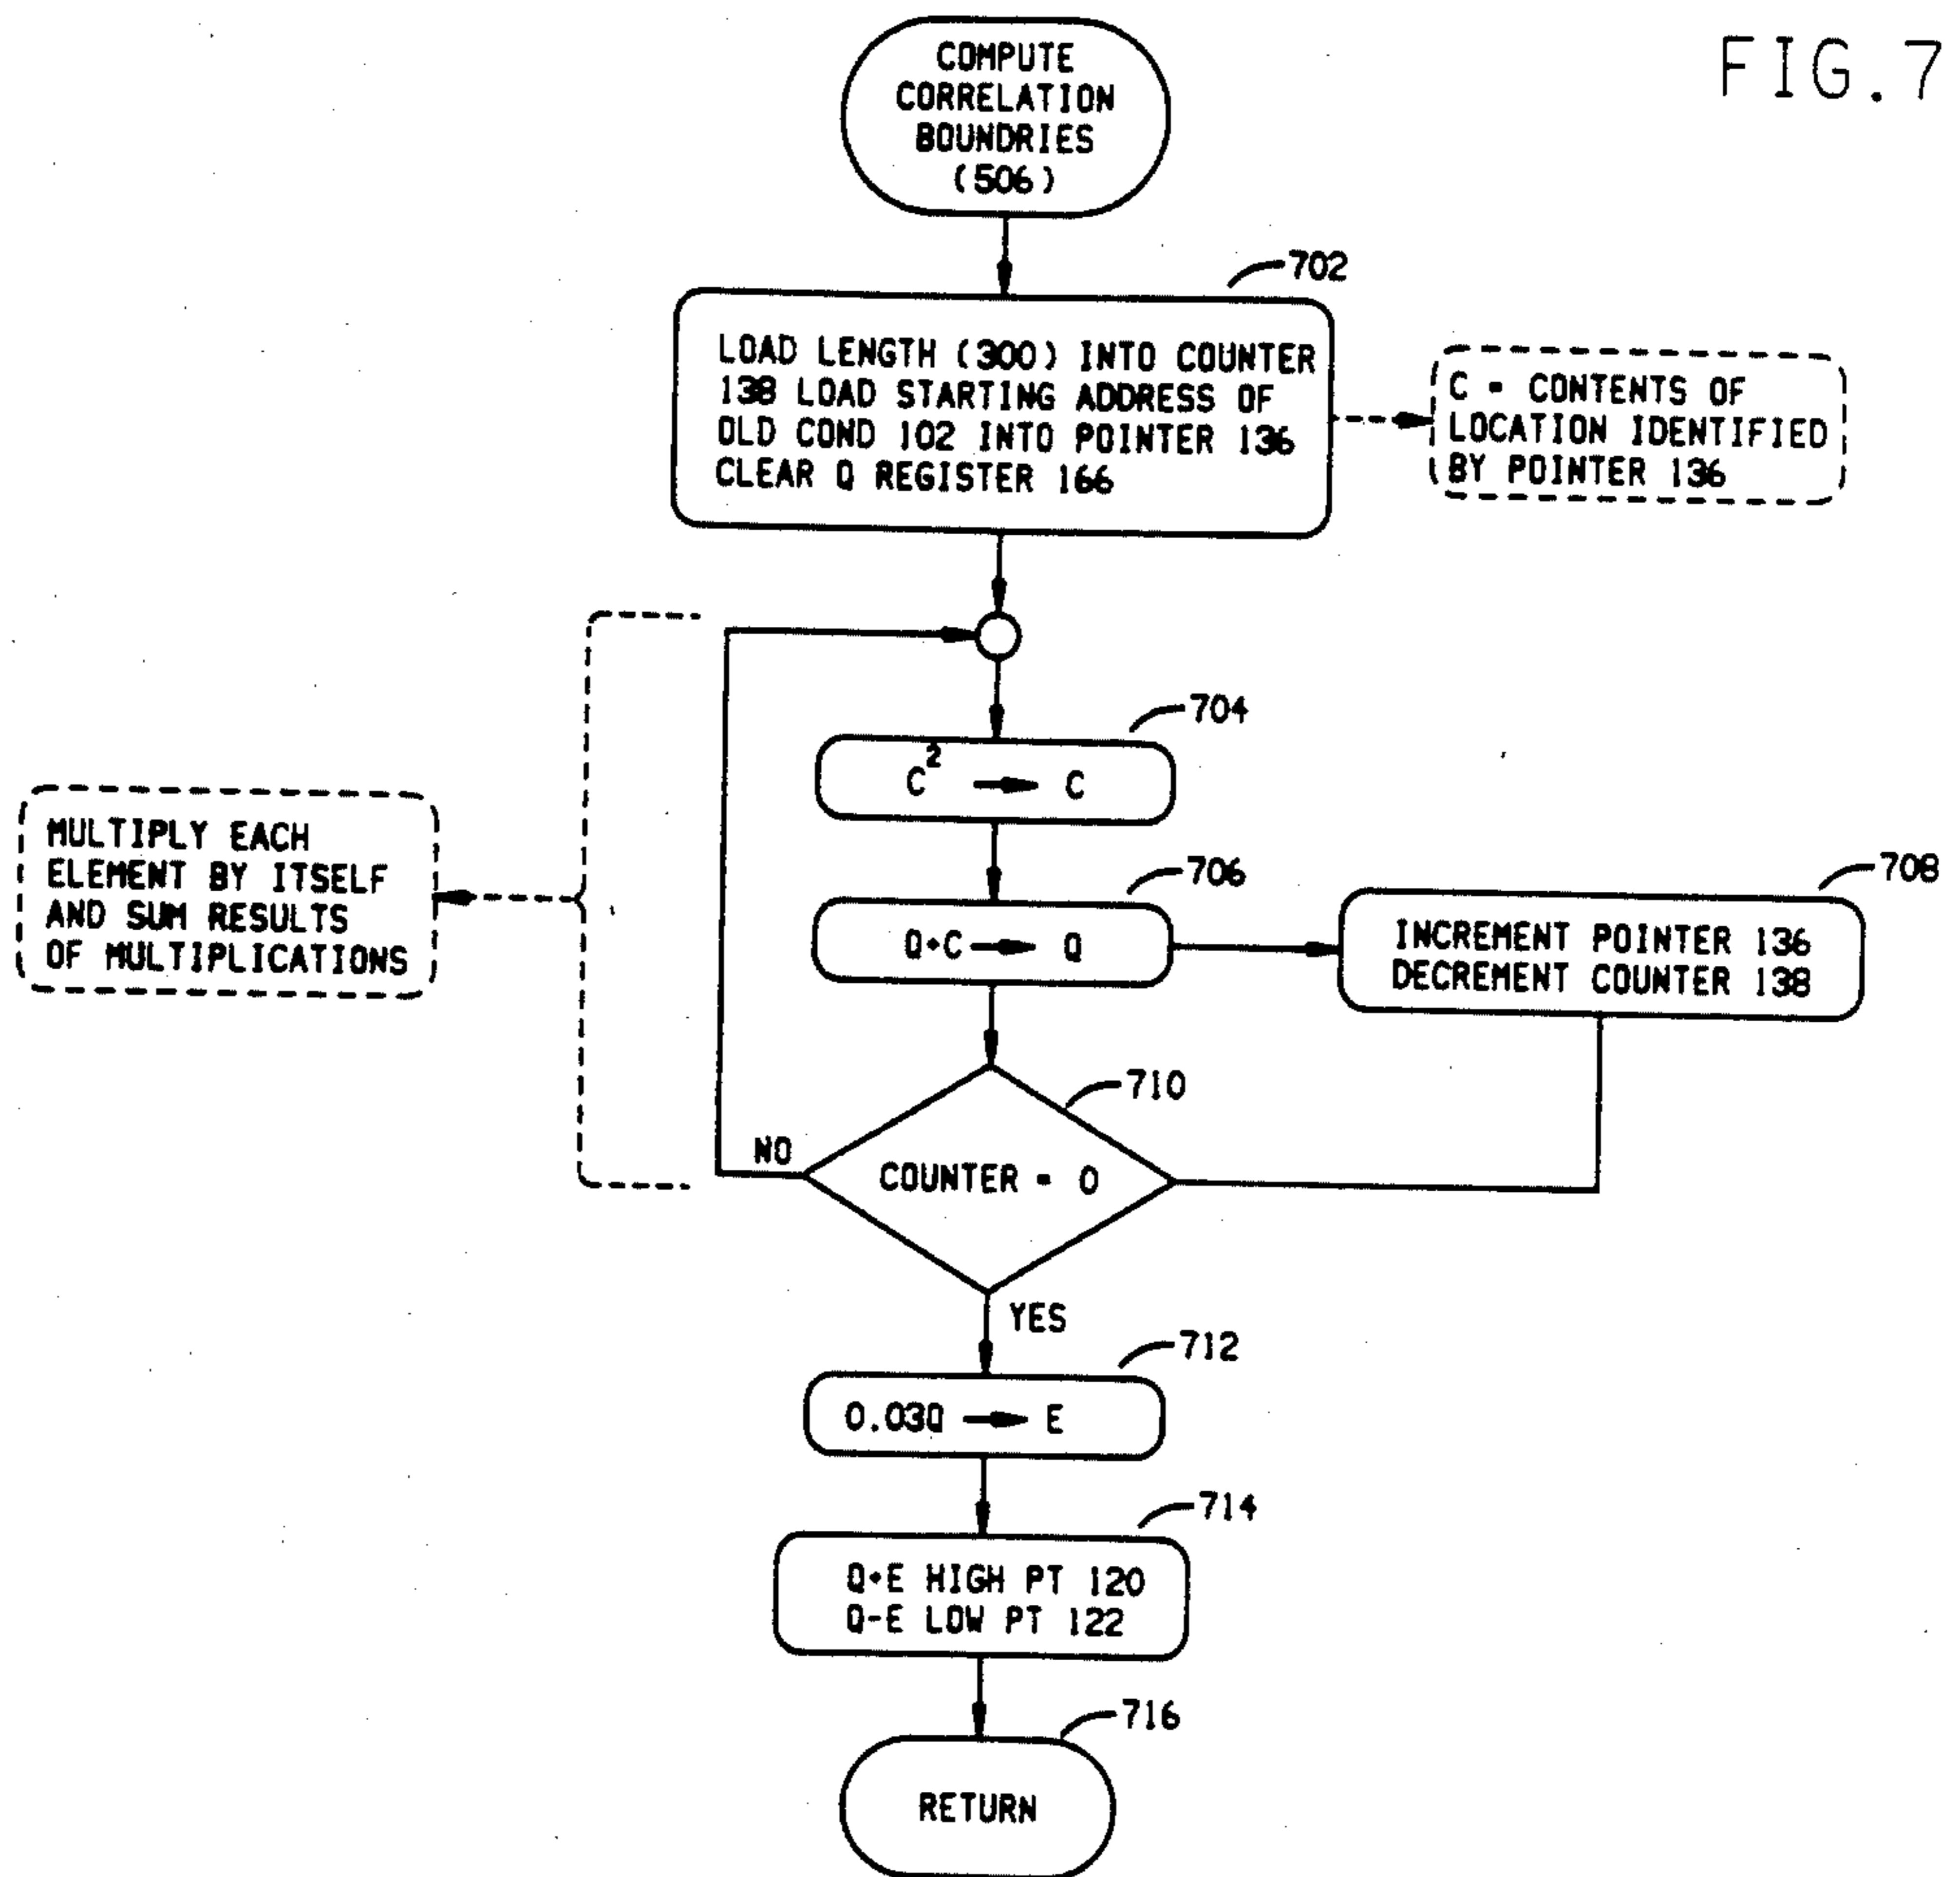 FIG.7
COMPUTE
CORRELATION
BOUNDRIES
(506)
702
LOAD LENGTH (300) INTO COUNTER
138 LOAD STARTING ADDRESS OF
OLD COND 102 INTO POINTER 136
CLEAR Q REGISTER 166
C = CONTENTS OF
LOCATION IDENTIFIED
BY POINTER 136
704
C² → C
MULTIPLY EACH
ELEMENT BY ITSELF
AND SUM RESULTS
OF MULTIPLICATIONS
706
Q+C → Q
708
INCREMENT POINTER 136
DECREMENT COUNTER 138
710
NO
COUNTER = 0
YES
712
0.03Q → E
714
Q+E HIGH PT 120
Q-E LOW PT 122
716
RETURN